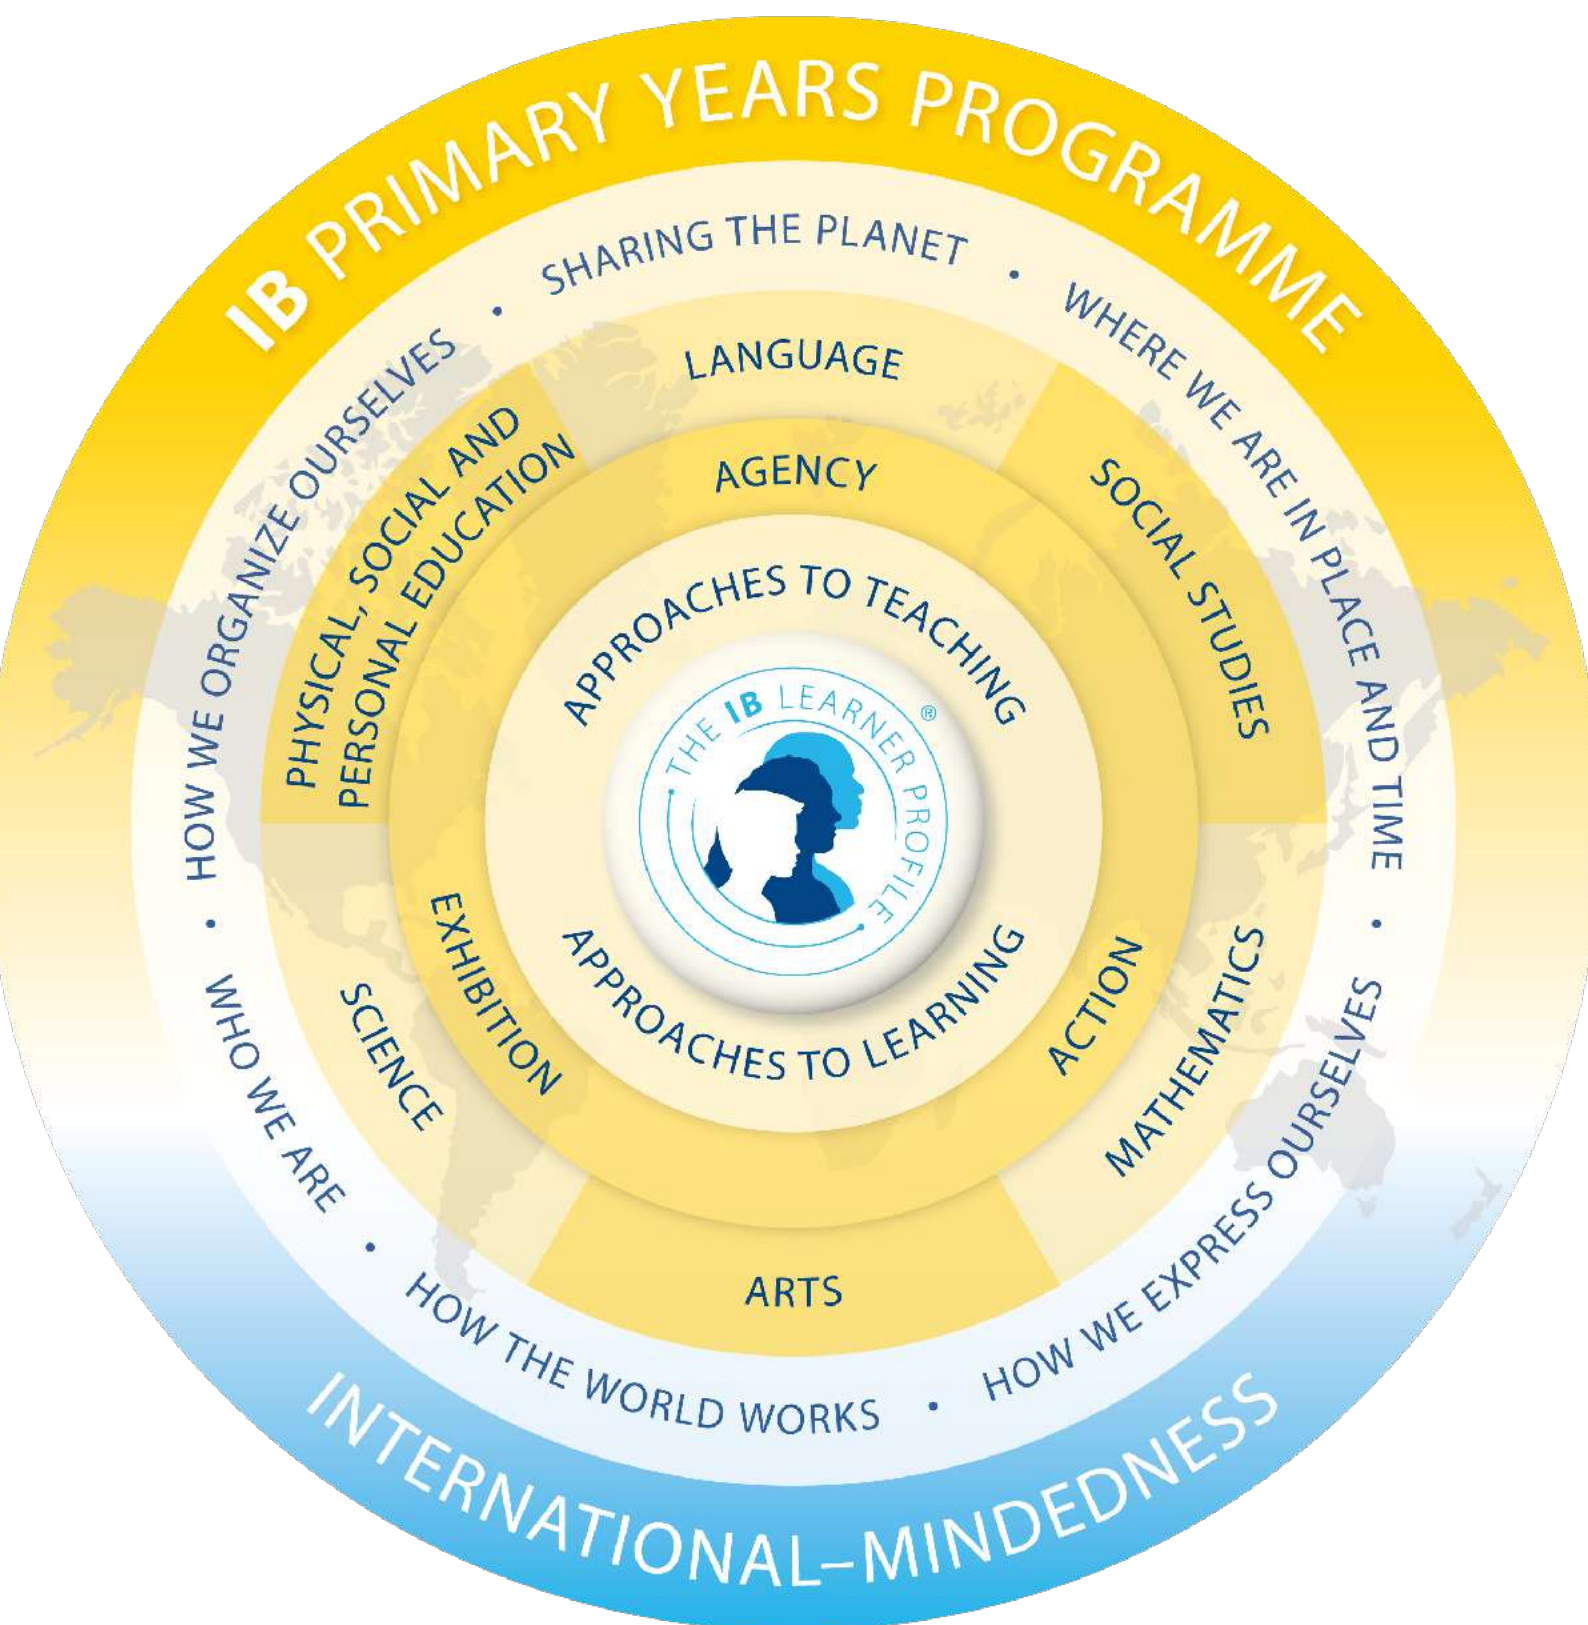 IB PRIMARY YEARS PROGRAMME
SHARING THE PLANET
•
WHERE WE ARE IN PLACE AND TIME
•
HOW WE EXPRESS OURSELVES
•
HOW THE WORLD WORKS
•
WHO WE ARE
•
HOW WE ORGANIZE OURSELVES
•
LANGUAGE
SOCIAL STUDIES
MATHEMATICS
ARTS
SCIENCE
PHYSICAL, SOCIAL AND
PERSONAL EDUCATION
AGENCY
ACTION
EXHIBITION
APPROACHES TO TEACHING
APPROACHES TO LEARNING
THE IB LEARNER PROFILE ®
INTERNATIONAL–MINDEDNESS